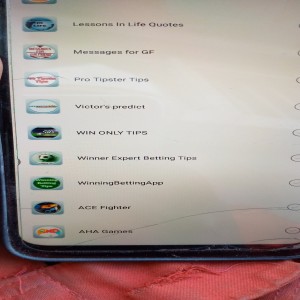 Lessons In Life Quotes
Messages for GF
Pro Tipster Tips
Victor's predict
WIN ONLY TIPS
Winner Expert Betting Tips
WinningBettingApp
ACE Fighter
AHA Games